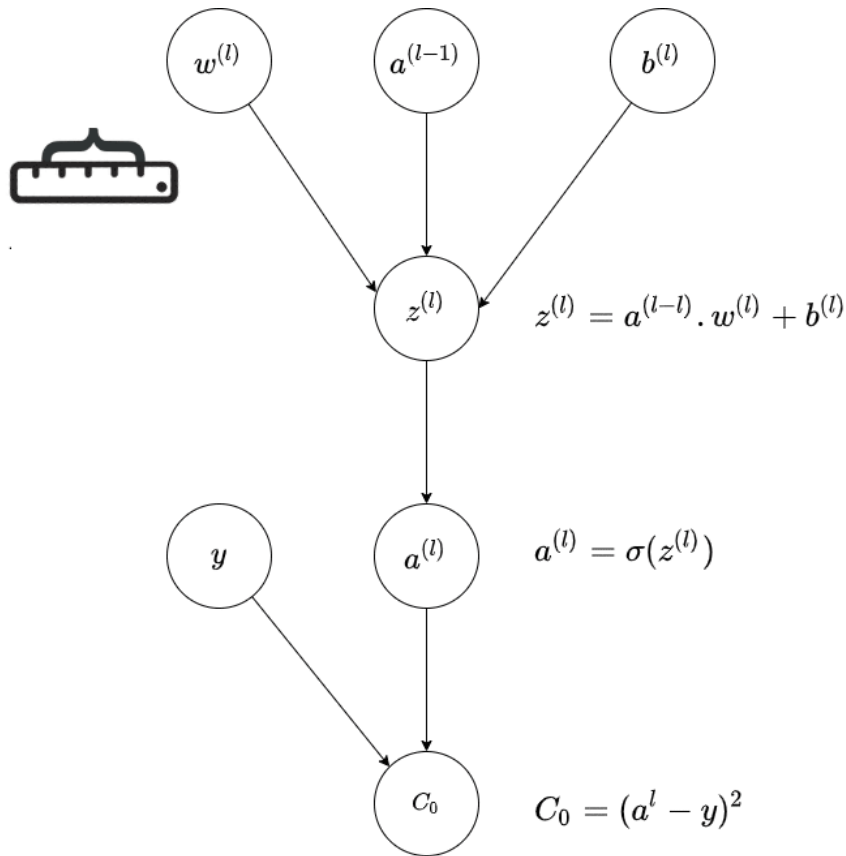 w^{(l)} a^{(l-1)} b^{(l)}
z^{(l)} z^{(l)} = a^{(l-l)} . w^{(l)} + b^{(l)}
y a^{(l)} a^{(l)} = σ(z^{(l)})
C_0 C_0 = (a^l - y)^2